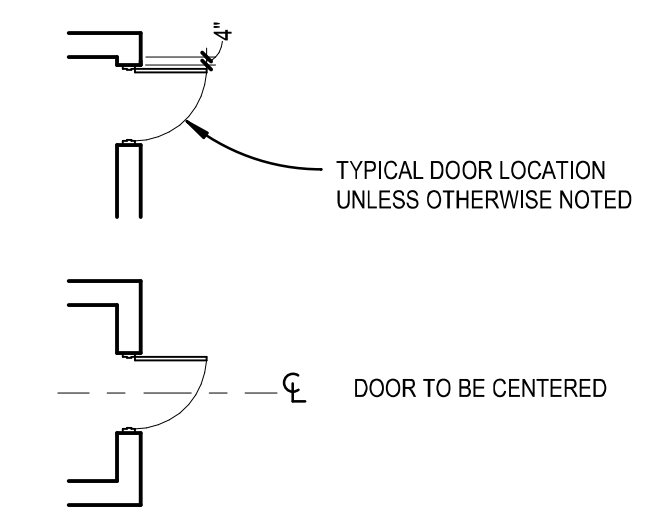 4"
TYPICAL DOOR LOCATION
UNLESS OTHERWISE NOTED
℄
DOOR TO BE CENTERED